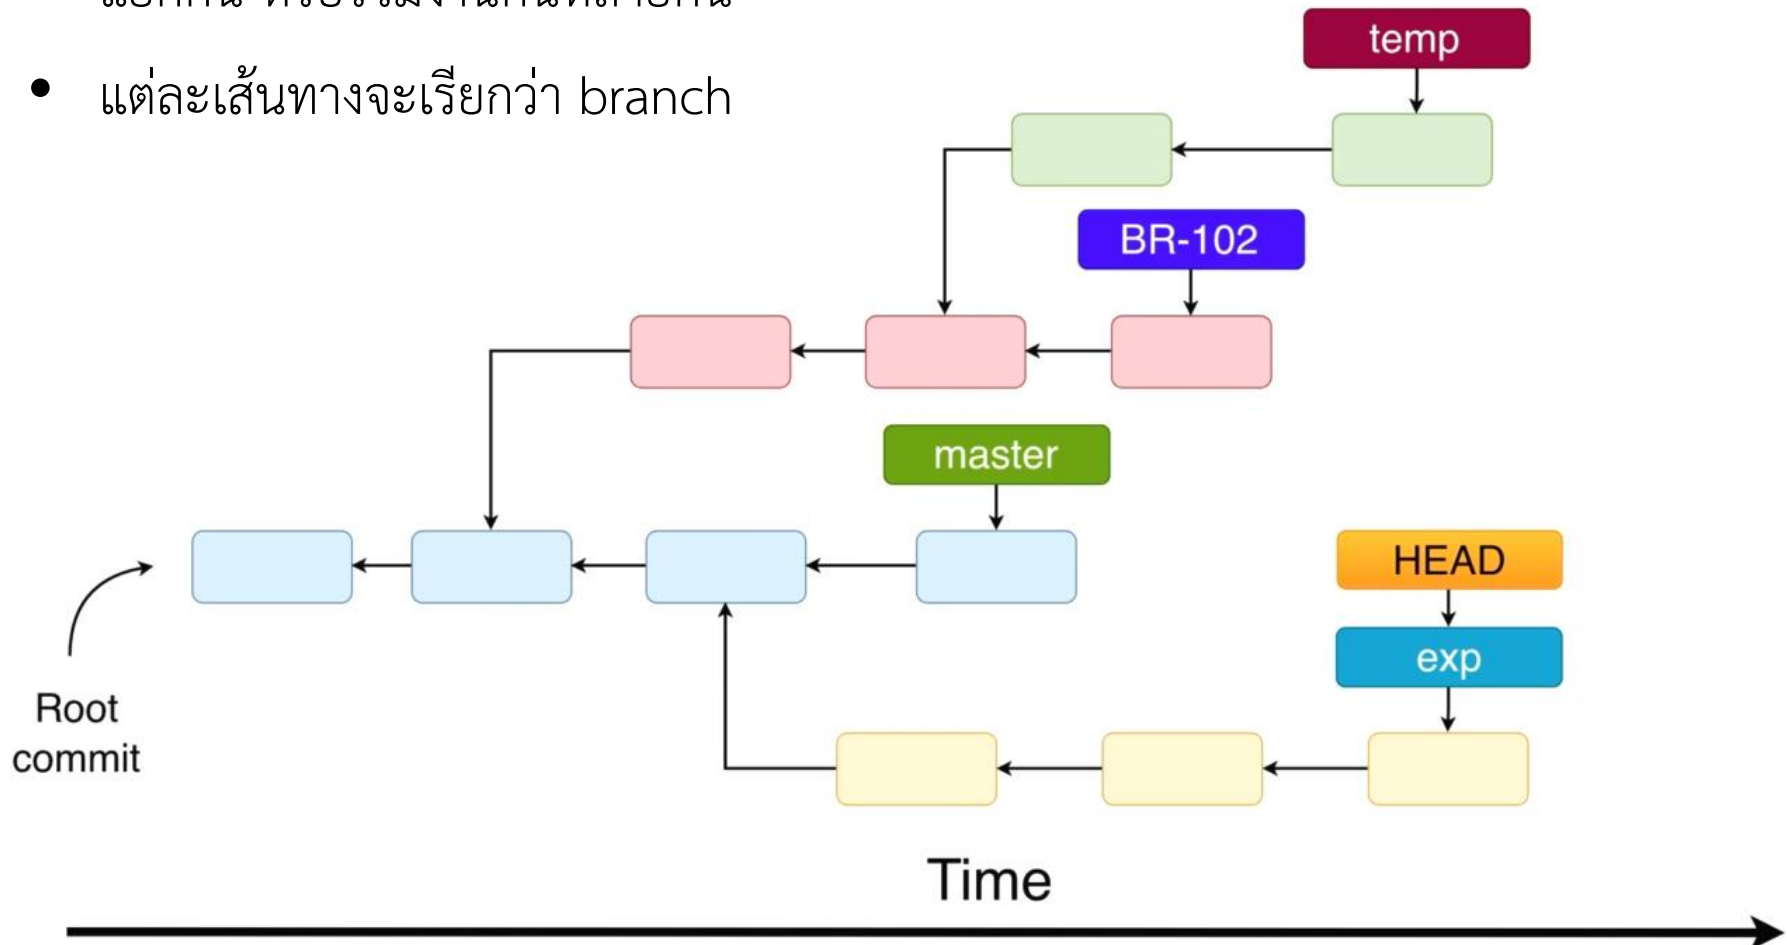 แต่ละเส้นทางจะเรียกว่า branch
temp
BR-102
master
HEAD
exp
Root
commit
Time